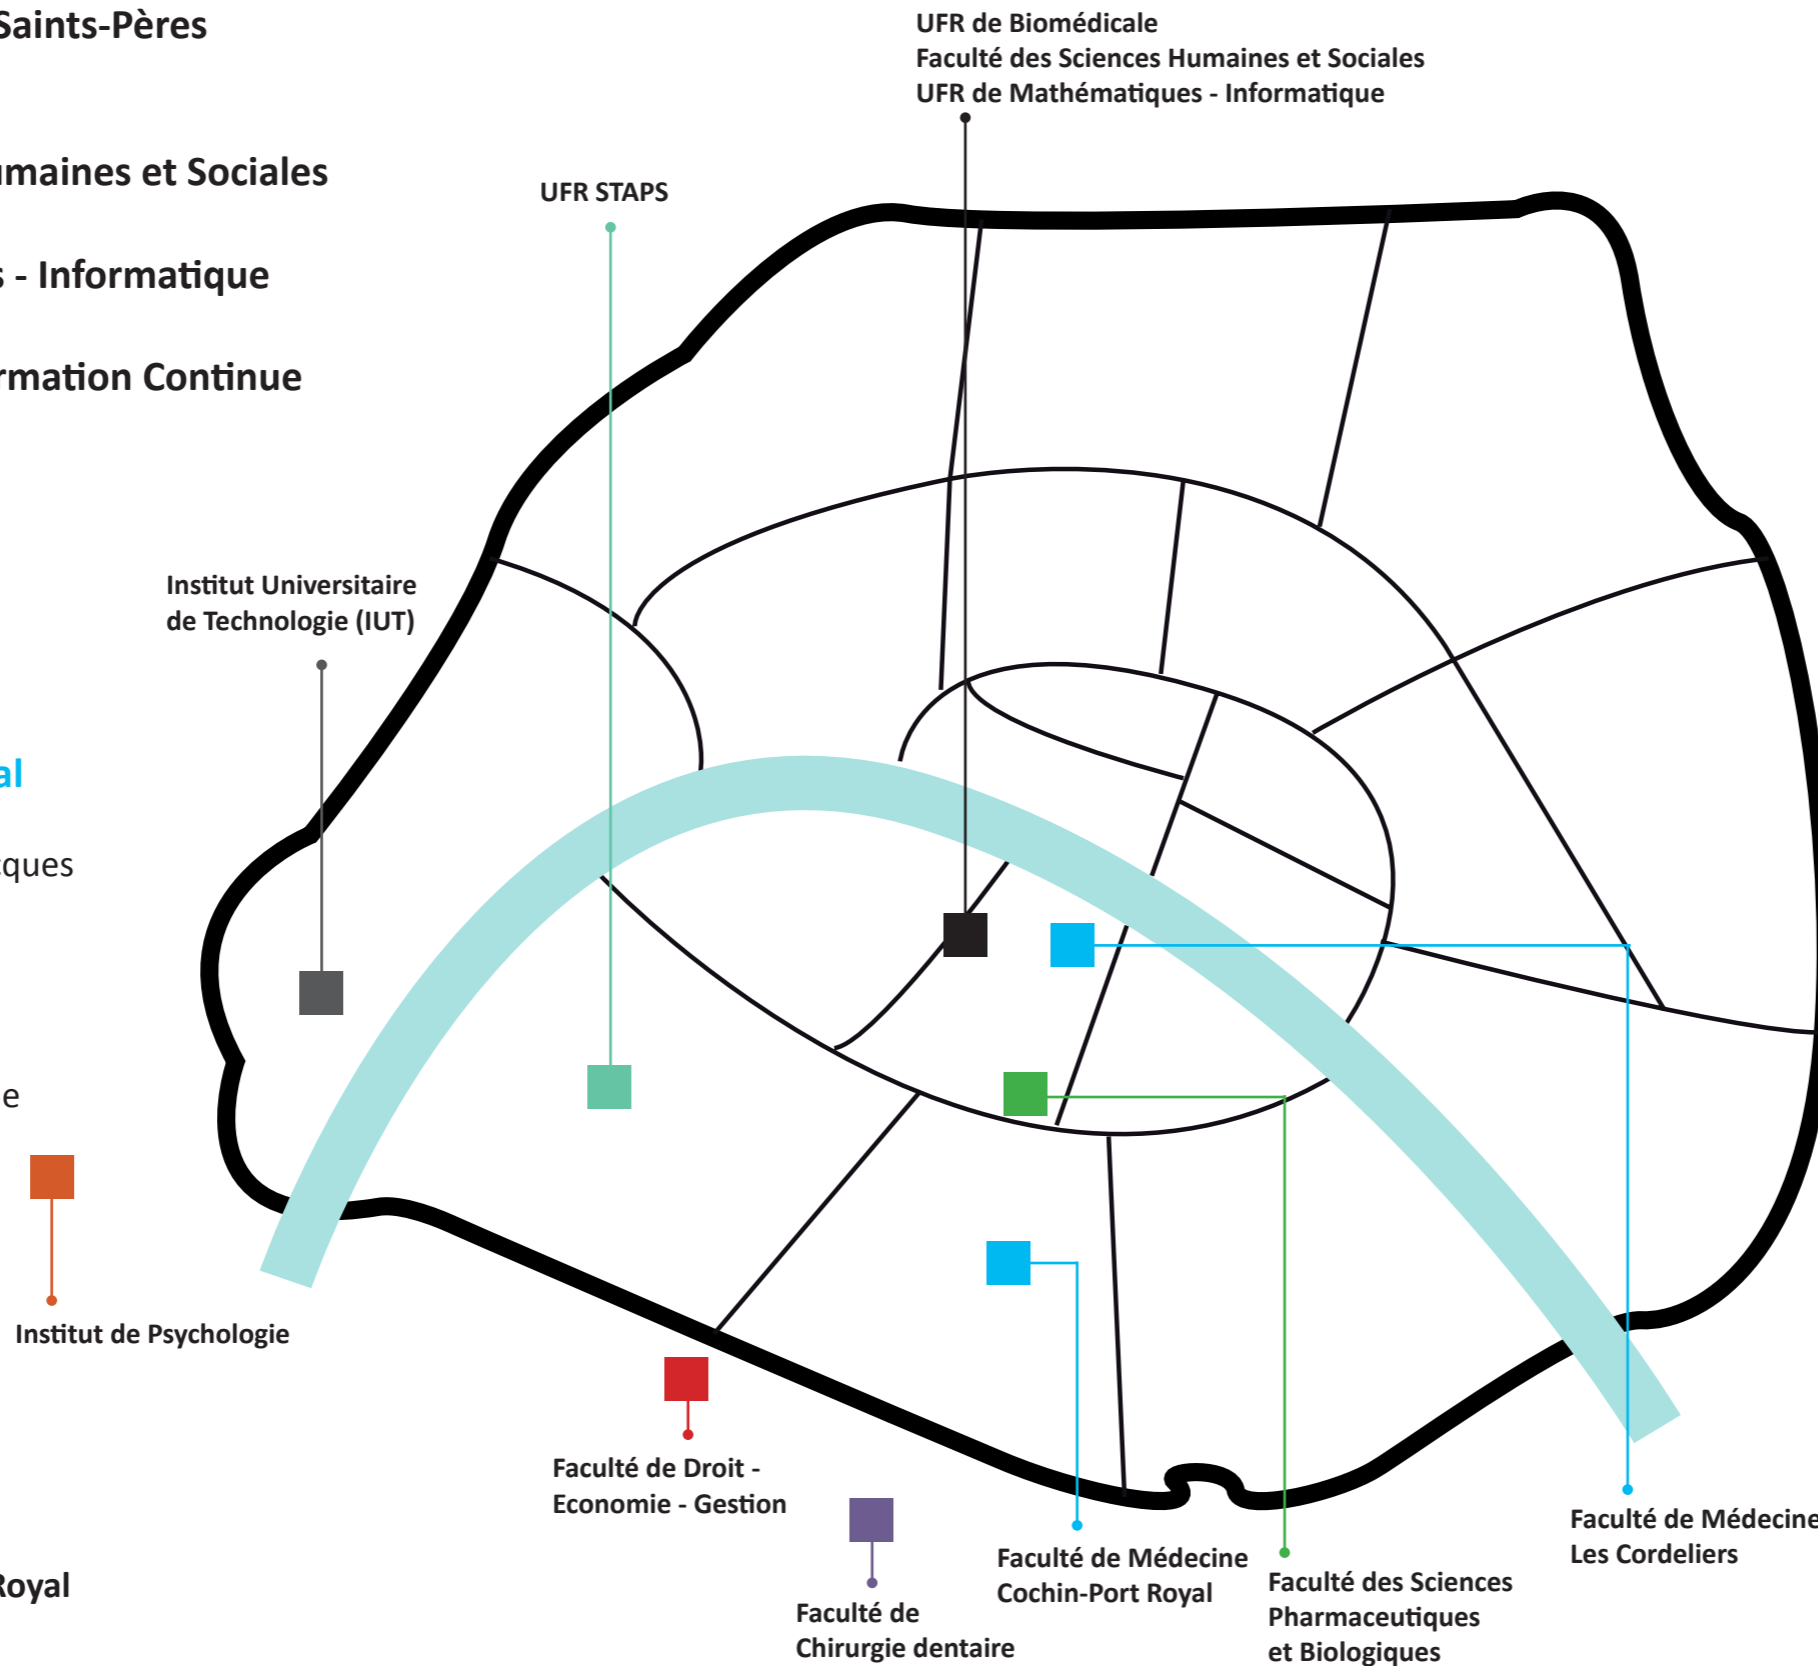 Saints-Pères
umaines et Sociales
s - Informatique
rmation Continue
al
cques
e
Royal
UFR de Biomédicale
Faculté des Sciences Humaines et Sociales
UFR de Mathématiques - Informatique
UFR STAPS
Institut Universitaire
de Technologie (IUT)
Institut de Psychologie
Faculté de Droit -
Economie - Gestion
Faculté de
Chirurgie dentaire
Faculté de Médecine
Cochin-Port Royal
Faculté des Sciences
Pharmaceutiques
et Biologiques
Faculté de Médecine
Les Cordeliers